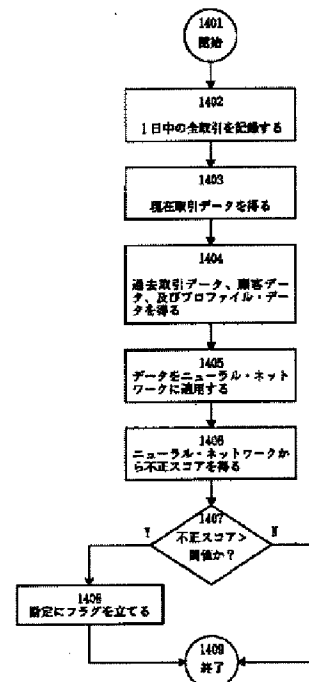 1401
開始
1402
1日中の全取引を記録する
1403
現在取引データを得る
1404
過去取引データ、顧客デー
タ、及びプロファイル・デー
タを得る
1405
データをニューラル・ネット
ワークに適用する
1406
ニューラル・ネットワークか
ら不正スコアを得る
1407
不正スコア>
閾値か？
Y
N
1408
勘定にフラグを立てる
1409
終了